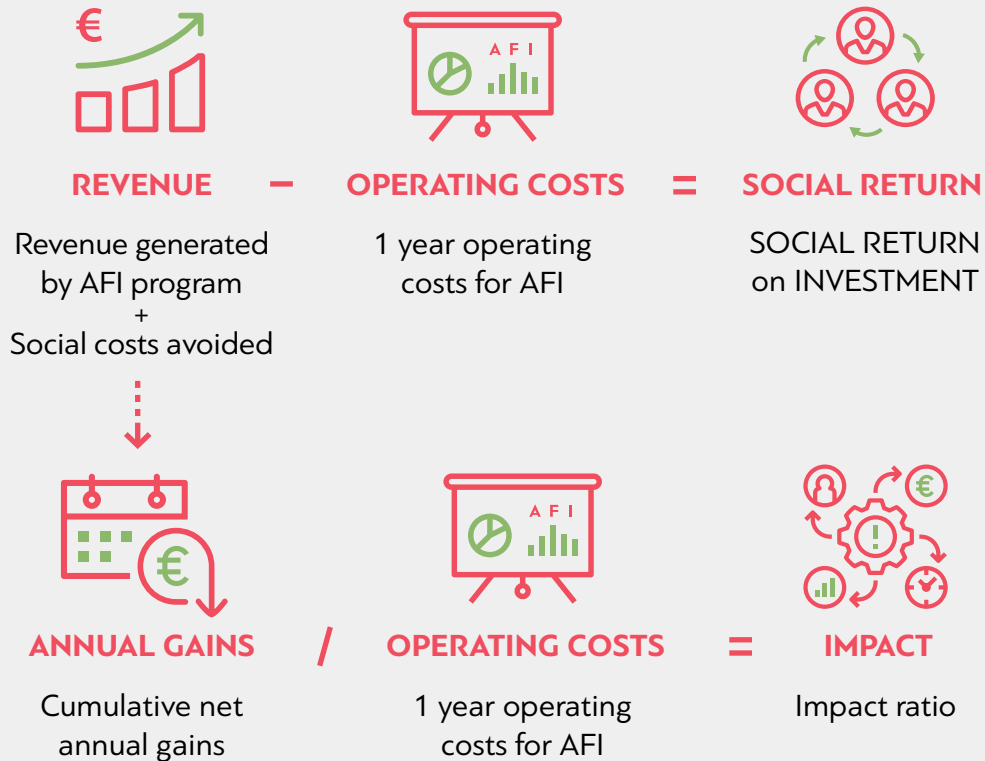 €
A F I
REVENUE - OPERATING COSTS = SOCIAL RETURN
Revenue generated
by AFI program
+
Social costs avoided
1 year operating
costs for AFI
SOCIAL RETURN
on INVESTMENT
€
A F I
€
!
ANNUAL GAINS / OPERATING COSTS = IMPACT
Cumulative net
annual gains
1 year operating
costs for AFI
Impact ratio